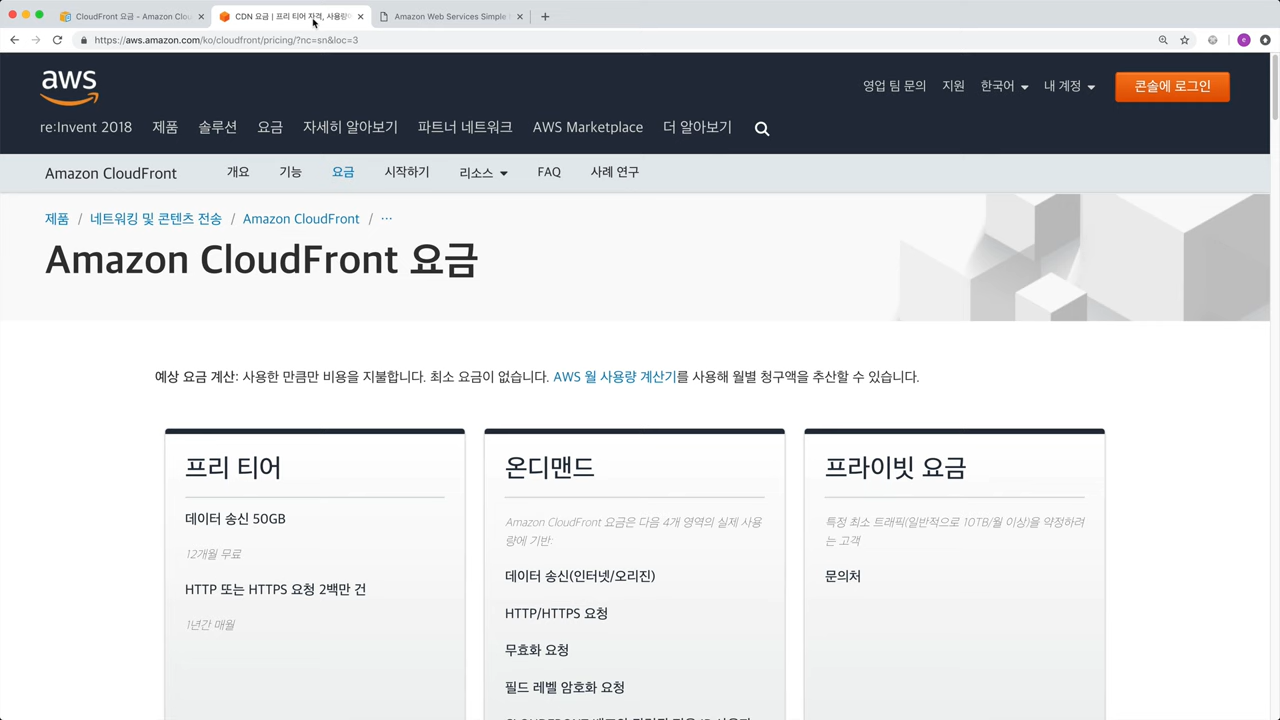 CloudFront 요금 - Amazon Clou
CDN 요금 | 프리 티어 자격, 사용량
Amazon Web Services Simple
https://aws.amazon.com/ko/cloudfront/pricing/?nc=sn&loc=3
e
aws
영업 팀 문의 지원 한국어 내 계정 콘솔에 로그인
re:Invent 2018 제품 솔루션 요금 자세히 알아보기 파트너 네트워크 AWS Marketplace 더 알아보기
Amazon CloudFront 개요 기능 요금 시작하기 리소스 FAQ 사례 연구
제품 / 네트워킹 및 콘텐츠 전송 / Amazon CloudFront / ···
Amazon CloudFront 요금
예상 요금 계산: 사용한 만큼만 비용을 지불합니다. 최소 요금이 없습니다. AWS 월 사용량 계산기를 사용해 월별 청구액을 추산할 수 있습니다.
프리 티어
데이터 송신 50GB
12개월 무료
HTTP 또는 HTTPS 요청 2백만 건
1년간 매월
온디맨드
Amazon CloudFront 요금은 다음 4개 영역의 실제 사용
량에 기반:
데이터 송신(인터넷/오리진)
HTTP/HTTPS 요청
무효화 요청
필드 레벨 암호화 요청
프라이빗 요금
특정 최소 트래픽(일반적으로 10TB/월 이상)을 약정하려
는 고객
문의처